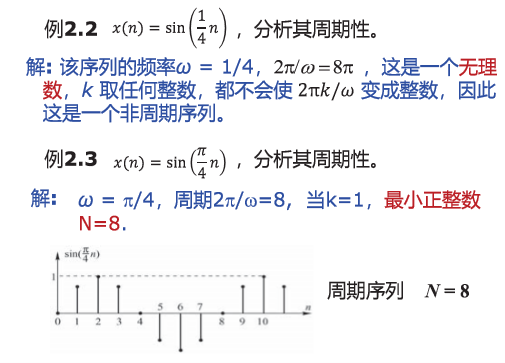 例2.2 x(n) = sin(1/4 n) ，分析其周期性。
解: 该序列的频率ω = 1/4，2π/ω=8π ，这是一个无理
数，k 取任何整数，都不会使 2πk/ω 变成整数，因此
这是一个非周期序列。
例2.3 x(n) = sin(π/4 n) ，分析其周期性。
解: ω = π/4，周期2π/ω=8，当k=1，最小正整数
N=8.
sin(π/4 n)
1
5 6 7 n
0 1 2 3 4 8 9 10
周期序列 N = 8